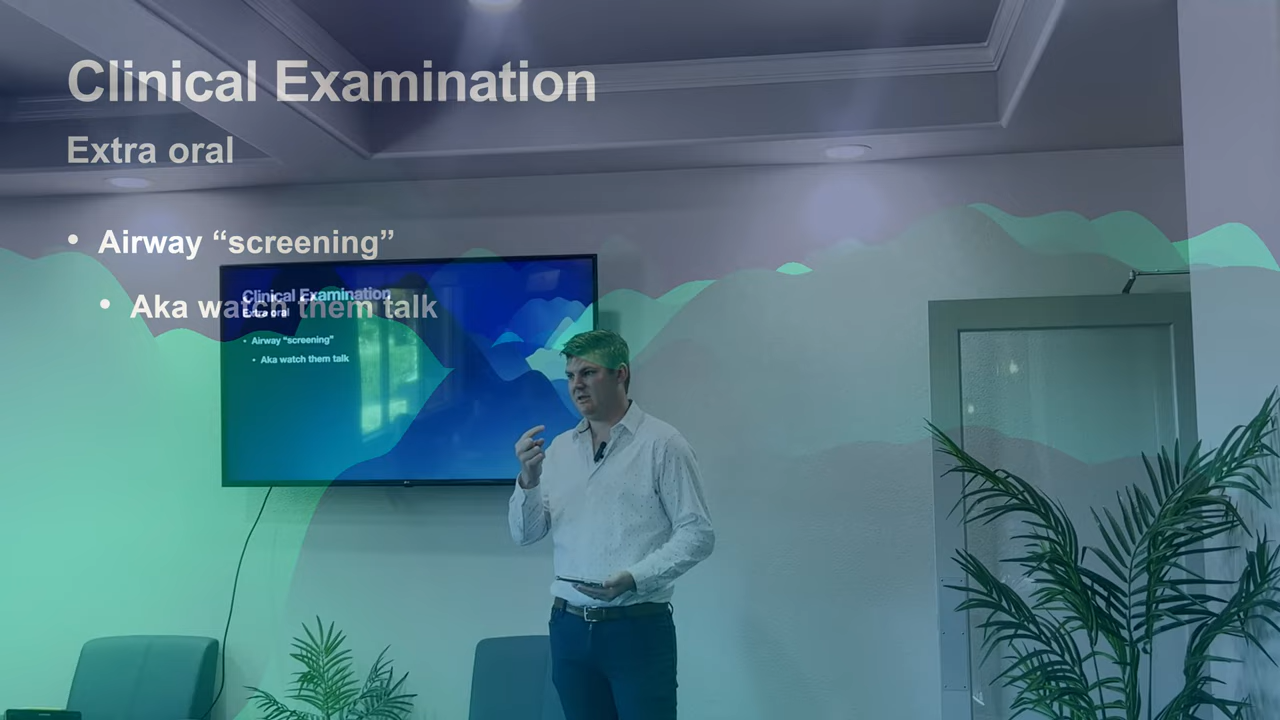 Clinical Examination
Extra oral
• Airway “screening”
• Aka watch them talk
Clinical Examination
Extra oral
• Airway “screening”
• Aka watch them talk
LG